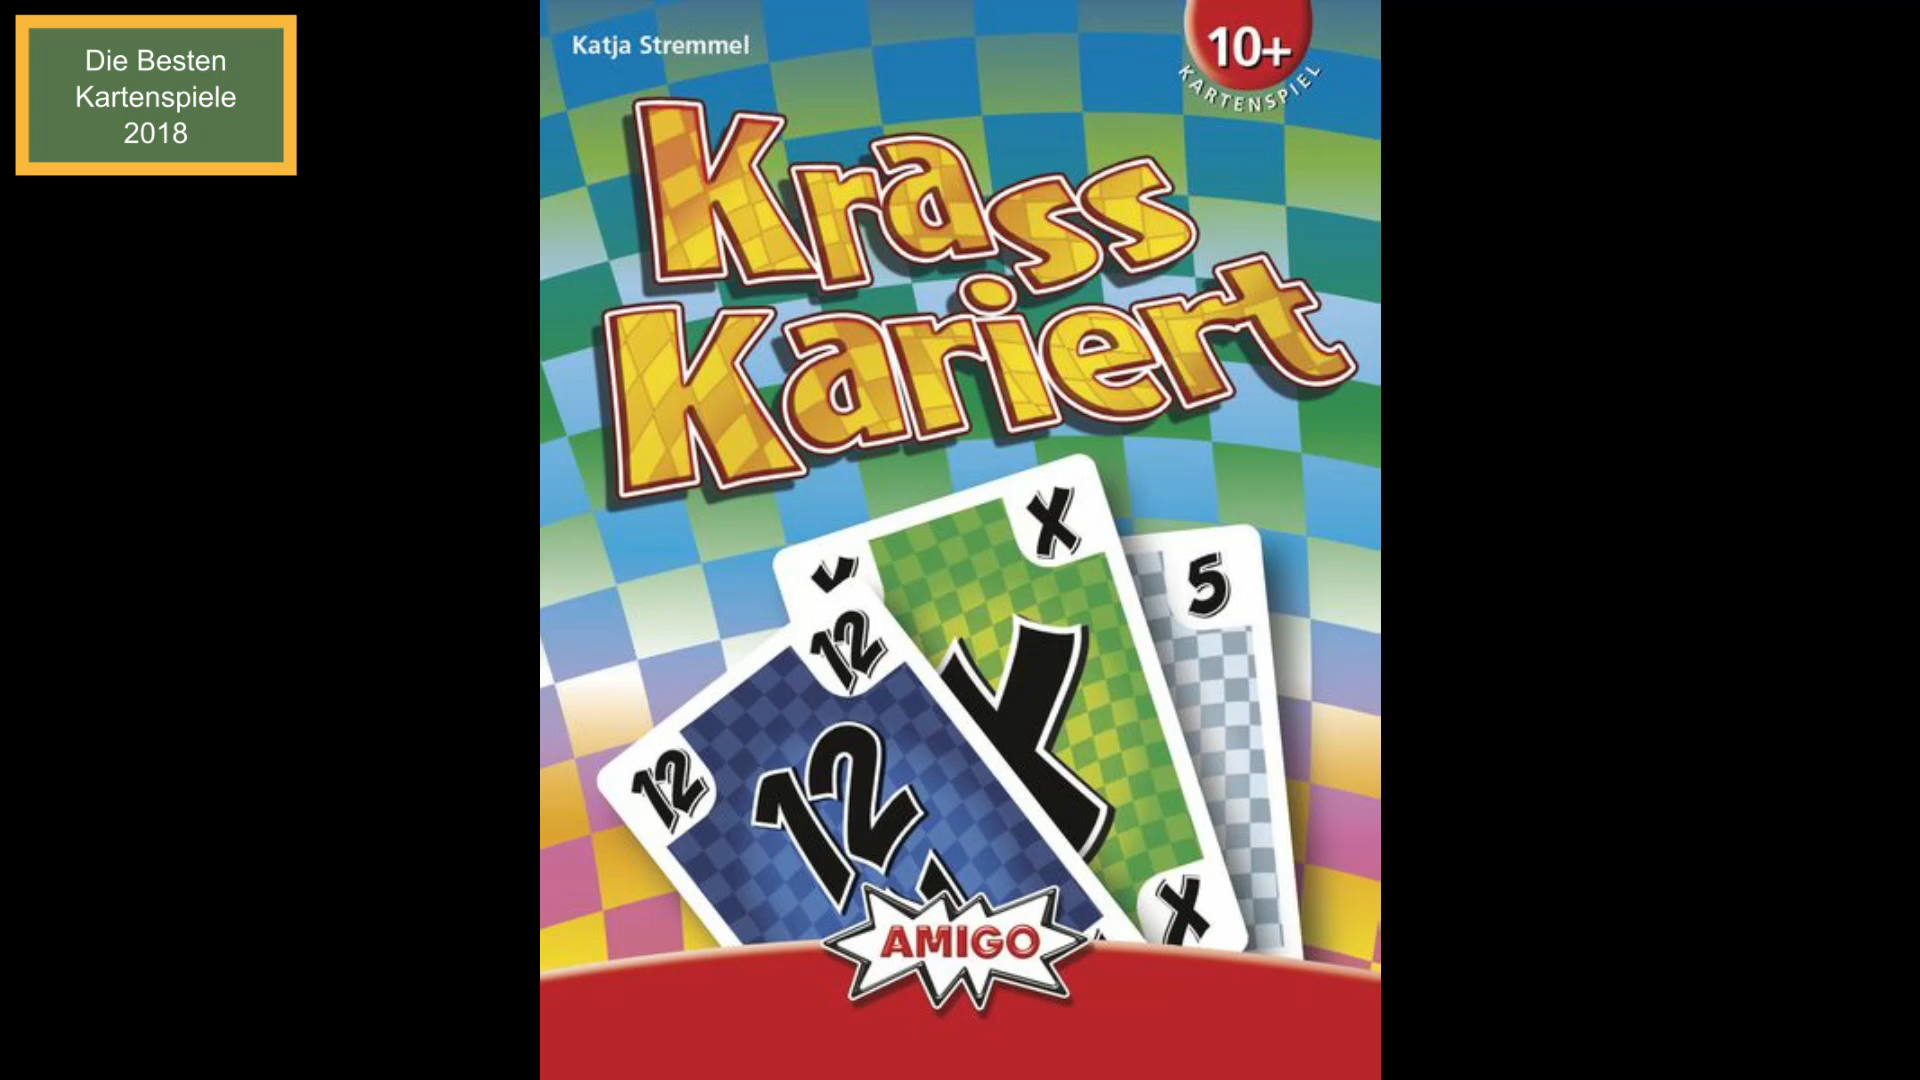 Die Besten
Kartenspiele
2018
Katja Stremmel
10+
KARTENSPIEL
Krass
Kariert
X
5
12
12
12
X
X
AMIGO